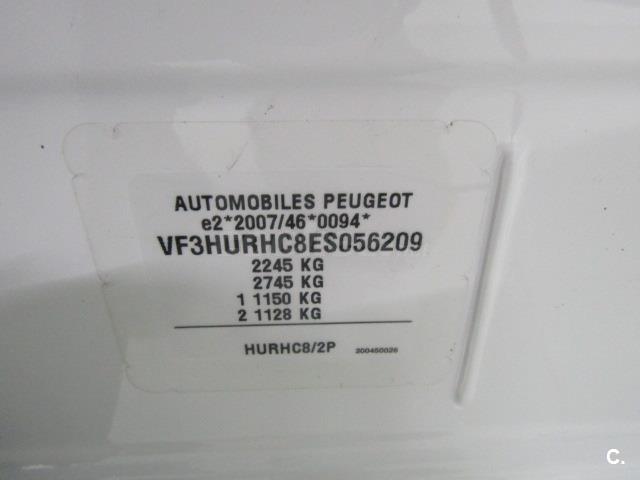 AUTOMOBILES PEUGEOT
e2*2007/46*0094*
VF3HURHC8ES056209
2245 KG
2745 KG
1 1150 KG
2 1128 KG
HURHC8/2P 200450026
C.